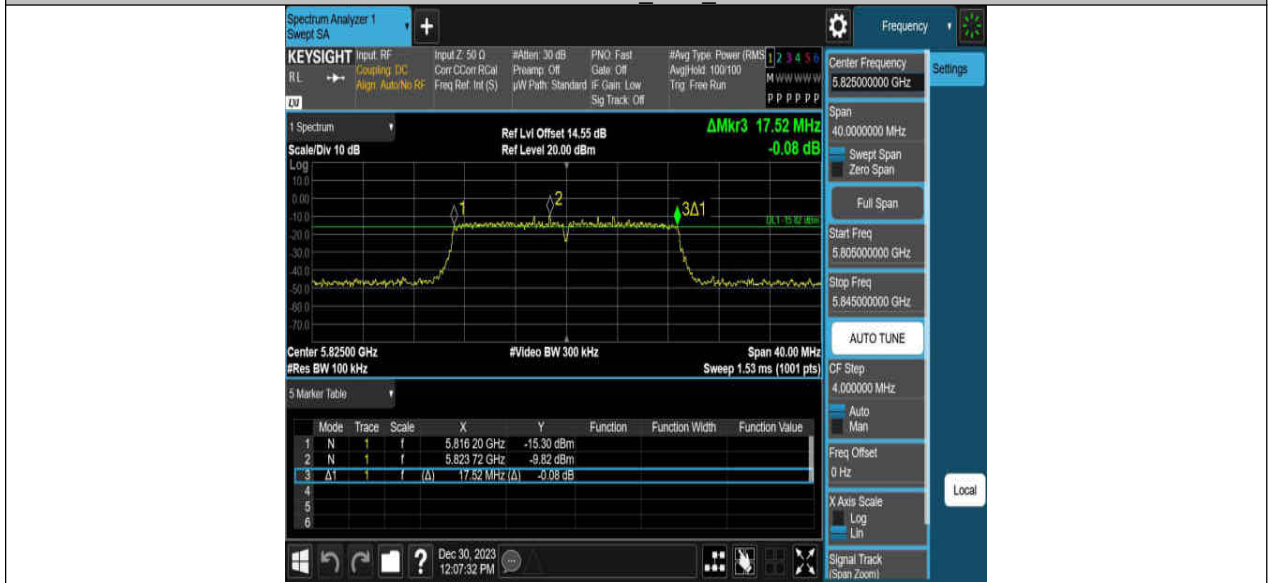 Spectrum Analyzer 1
Swept SA
+
Frequency
KEYSIGHT
RL
LXI
Input: RF
Coupling: DC
Align: Auto/No RF
Input Z: 50 Ω
Corr CCorr RCal
Freq Ref: Int (S)
#Atten: 30 dB
Preamp: Off
µW Path: Standard
PNO: Fast
Gate: Off
IF Gain: Low
Sig Track: Off
#Avg Type: Power (RMS
Avg|Hold: 100/100
Trig: Free Run
1 2 3 4 5 6
M W W W W W
P P P P P P
1 Spectrum
Scale/Div 10 dB
Ref Lvl Offset 14.55 dB
Ref Level 20.00 dBm
ΔMkr3 17.52 MHz
-0.08 dB
Log
10.0
0.00
-10.0
-20.0
-30.0
-40.0
-50.0
-60.0
-70.0
1
2
3Δ1
DL1 -15.82 dBm
Center 5.82500 GHz
#Video BW 300 kHz
Span 40.00 MHz
#Res BW 100 kHz
Sweep 1.53 ms (1001 pts)
5 Marker Table
Mode Trace Scale X Y Function Function Width Function Value
1 N 1 f 5.816 20 GHz -15.30 dBm
2 N 1 f 5.823 72 GHz -9.82 dBm
3 Δ1 1 f (Δ) 17.52 MHz (Δ) -0.08 dB
4
5
6
?
Dec 30, 2023
12:07:32 PM
Center Frequency
5.825000000 GHz
Settings
Span
40.0000000 MHz
Swept Span
Zero Span
Full Span
Start Freq
5.805000000 GHz
Stop Freq
5.845000000 GHz
AUTO TUNE
CF Step
4.000000 MHz
Auto
Man
Freq Offset
0 Hz
X Axis Scale
Log
Lin
Local
Signal Track
(Span Zoom)